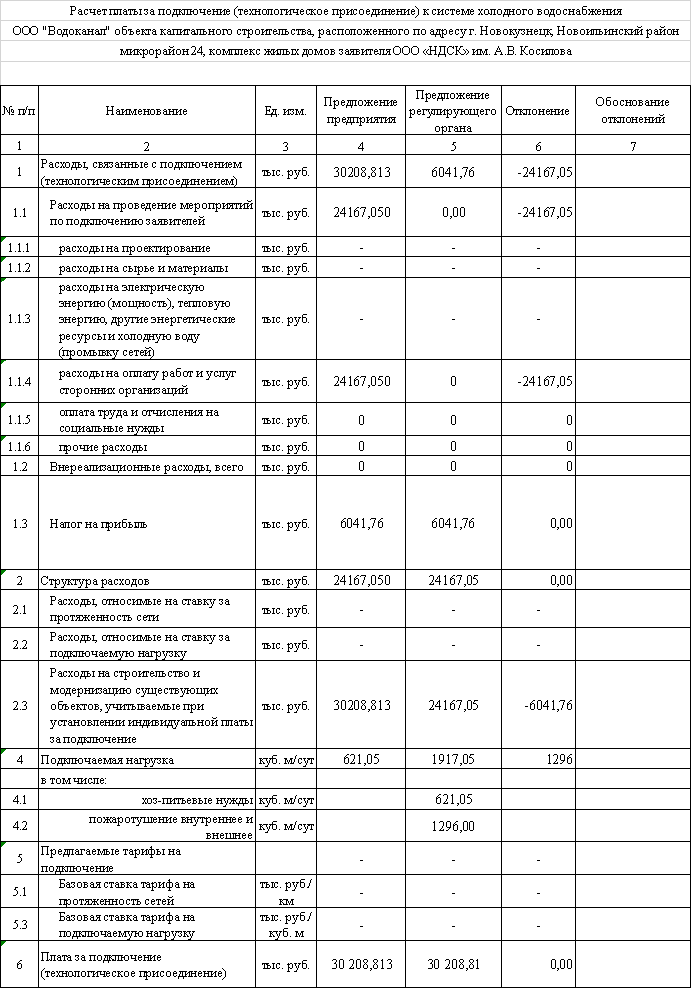 Расчет платы за подключение (технологическое присоединение) к системе холодного водоснабжения
ООО "Водоканал" объекта капитального строительства, расположенного по адресу г. Новокузнецк, Новоильинский район
микрорайон 24, комплекс жилых домов заявителя ООО «НДСК» им. А.В. Косилова
№ п/п Наименование Ед. изм. Предложение предприятия Предложение регулирующего органа Отклонение Обоснование отклонений
1 2 3 4 5 6 7
1 Расходы, связанные с подключением (технологическим присоединением) тыс. руб. 30208,813 6041,76 -24167,05
1.1 Расходы на проведение мероприятий по подключению заявителей тыс. руб. 24167,050 0,00 -24167,05
1.1.1 расходы на проектирование тыс. руб. - - -
1.1.2 расходы на сырье и материалы тыс. руб. - - -
1.1.3 расходы на электрическую энергию (мощность), тепловую энергию, другие энергетические ресурсы и холодную воду (промывку сетей) тыс. руб. - - -
1.1.4 расходы на оплату работ и услуг сторонних организаций тыс. руб. 24167,050 0 -24167,05
1.1.5 оплата труда и отчисления на социальные нужды тыс. руб. 0 0 0
1.1.6 прочие расходы тыс. руб. 0 0 0
1.2 Внереализационные расходы, всего тыс. руб. 0 0 0
1.3 Налог на прибыль тыс. руб. 6041,76 6041,76 0,00
2 Структура расходов тыс. руб. 24167,050 24167,05 0,00
2.1 Расходы, относимые на ставку за протяженность сети тыс. руб. - - -
2.2 Расходы, относимые на ставку за подключаемую нагрузку тыс. руб. - - -
2.3 Расходы на строительство и модернизацию существующих объектов, учитываемые при установлении индивидуальной платы за подключение тыс. руб. 30208,813 24167,05 -6041,76
4 Подключаемая нагрузка куб. м/сут 621,05 1917,05 1296
в том числе:
4.1 хоз-питьевые нужды куб. м/сут 621,05
4.2 пожаротушение внутреннее и внешнее куб. м/сут 1296,00
5 Предлагаемые тарифы на подключение - - -
5.1 Базовая ставка тарифа на протяженность сетей тыс. руб/ км - - -
5.3 Базовая ставка тарифа на подключаемую нагрузку тыс. руб/ куб. м - - -
6 Плата за подключение (технологическое присоединение) тыс. руб. 30 208,813 30 208,81 0,00